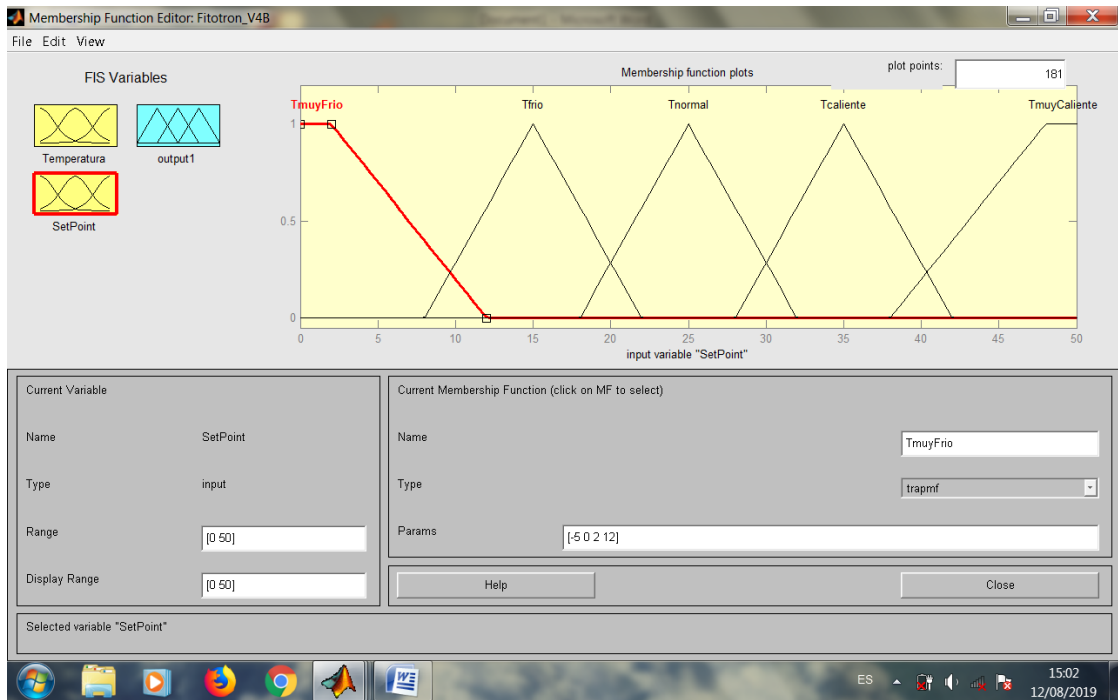 Membership Function Editor: Fitotron_V4B
File Edit View
FIS Variables
Temperatura
output1
SetPoint
Membership function plots
plot points:
181
TmuyFrio
Tfrio
Tnormal
Tcaliente
TmuyCaliente
1
0.5
0
0 5 10 15 20 25 30 35 40 45 50
input variable "SetPoint"
Current Variable
Name SetPoint
Type input
Range [0 50]
Display Range [0 50]
Current Membership Function (click on MF to select)
Name TmuyFrio
Type trapmf
Params [-5 0 2 12]
Help
Close
Selected variable "SetPoint"
ES
15:02
12/08/2019